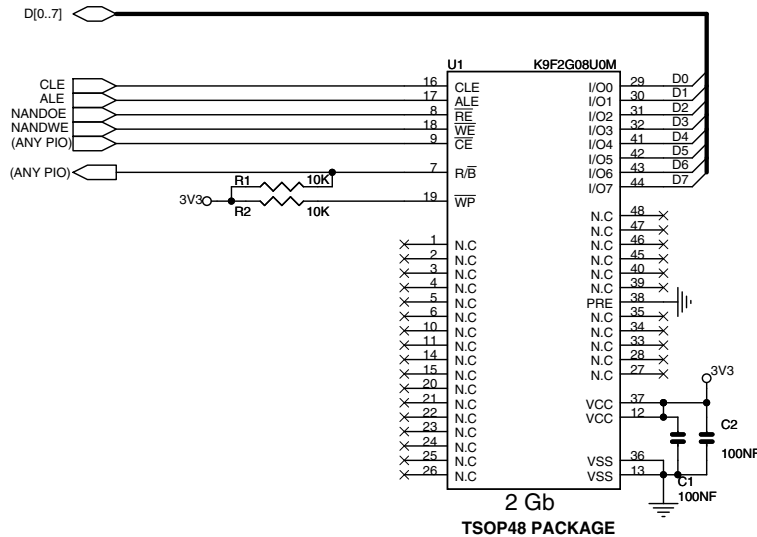 D[0..7]
U1 K9F2G08U0M
CLE 16 CLE I/O0 29 D0
ALE 17 ALE I/O1 30 D1
NANDOE 8 RE I/O2 31 D2
NANDWE 18 WE I/O3 32 D3
(ANY PIO) 9 CE I/O4 41 D4
I/O5 42 D5
(ANY PIO) 7 R/B I/O6 43 D6
R1 10K I/O7 44 D7
3V3 R2 10K 19 WP
N.C 48
N.C 47
1 N.C N.C 46
2 N.C N.C 45
3 N.C N.C 40
4 N.C N.C 39
5 N.C PRE 38
6 N.C N.C 35
10 N.C N.C 34
11 N.C N.C 33
14 N.C N.C 28
15 N.C N.C 27
3V3
20 N.C
21 N.C VCC 37
22 N.C VCC 12
23 N.C C2
24 N.C 100NF
25 N.C VSS 36
26 N.C VSS 13
C1
100NF
2 Gb
TSOP48 PACKAGE